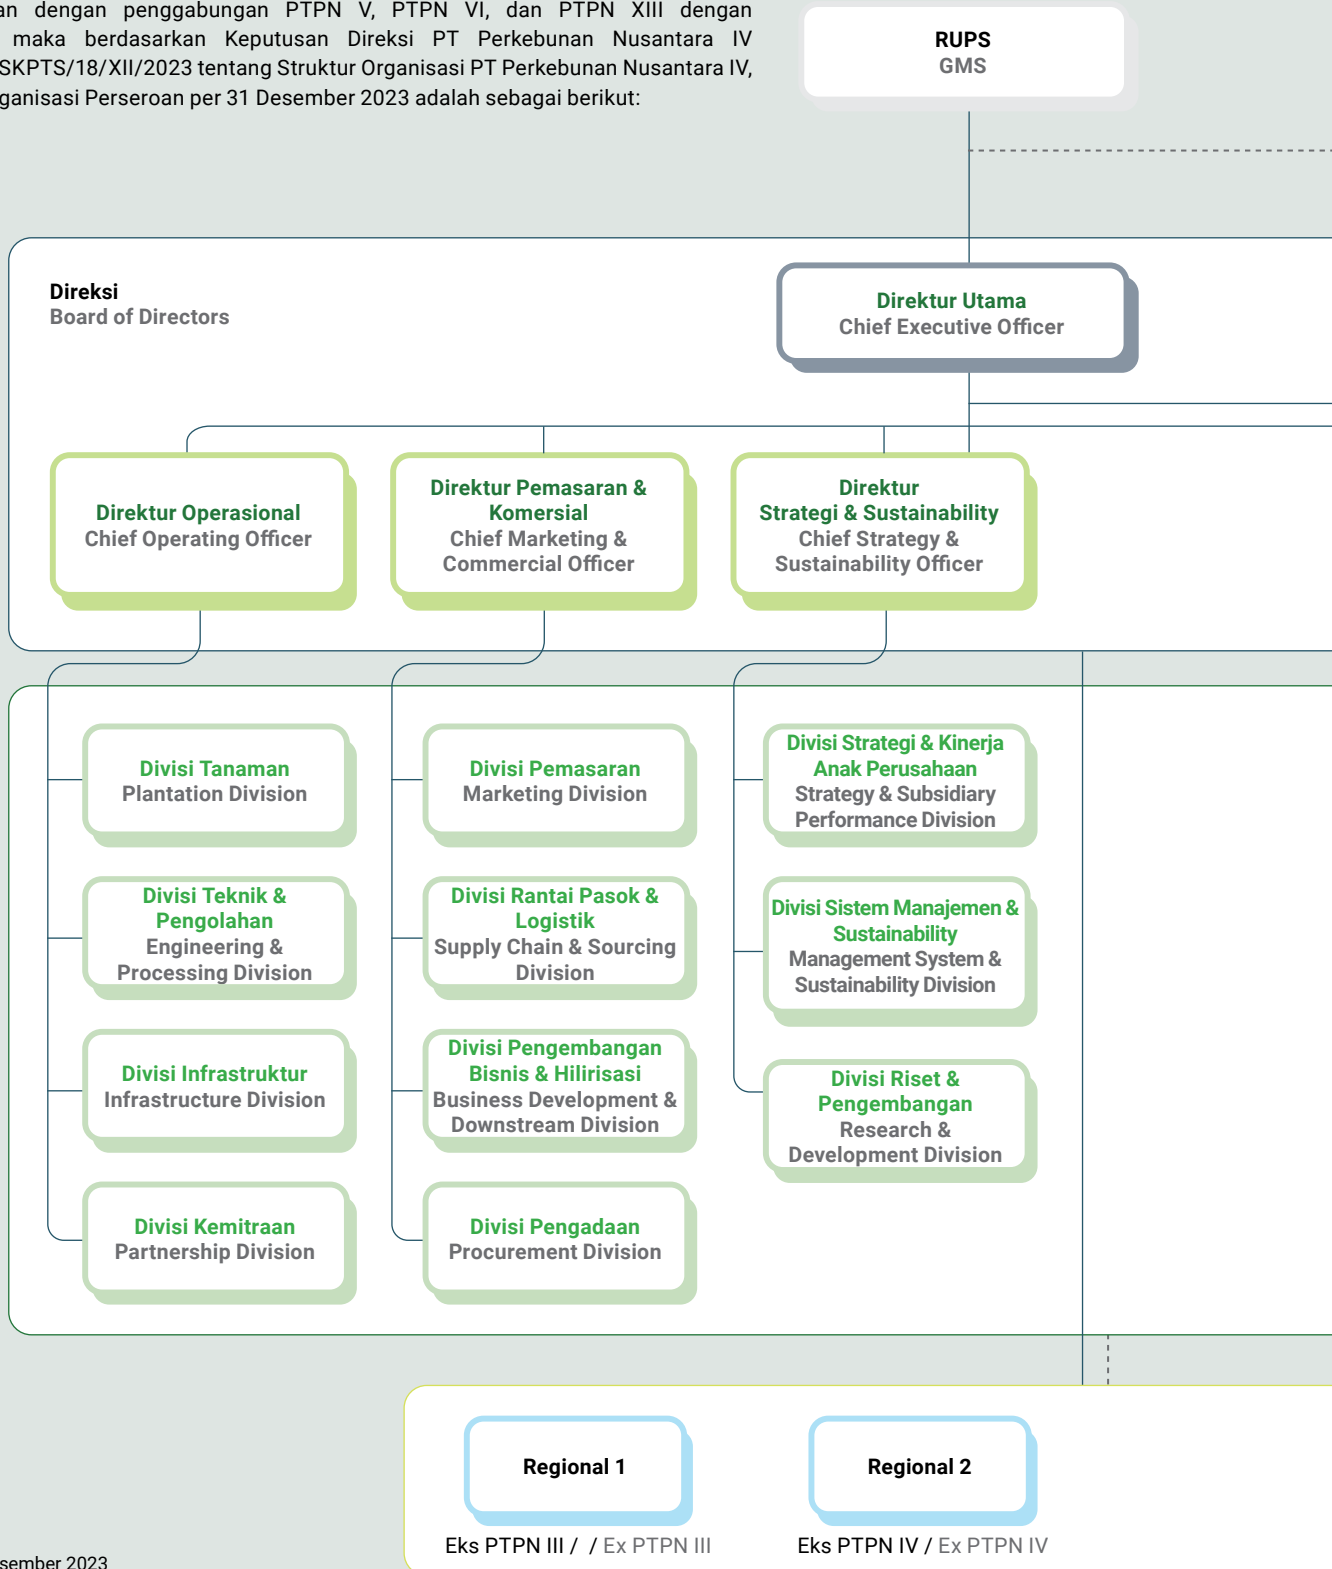 dengan penggabungan PTPN V, PTPN VI, dan PTPN XIII dengan
maka berdasarkan Keputusan Direksi PT Perkebunan Nusantara IV
SKPTS/18/XII/2023 tentang Struktur Organisasi PT Perkebunan Nusantara IV,
ganisasi Perseroan per 31 Desember 2023 adalah sebagai berikut:
RUPS
GMS
Direksi
Board of Directors
Direktur Utama
Chief Executive Officer
Direktur Operasional
Chief Operating Officer
Direktur Pemasaran &
Komersial
Chief Marketing &
Commercial Officer
Direktur
Strategi & Sustainability
Chief Strategy &
Sustainability Officer
Divisi Tanaman
Plantation Division
Divisi Teknik &
Pengolahan
Engineering &
Processing Division
Divisi Infrastruktur
Infrastructure Division
Divisi Kemitraan
Partnership Division
Divisi Pemasaran
Marketing Division
Divisi Rantai Pasok &
Logistik
Supply Chain & Sourcing
Division
Divisi Pengembangan
Bisnis & Hilirisasi
Business Development &
Downstream Division
Divisi Pengadaan
Procurement Division
Divisi Strategi & Kinerja
Anak Perusahaan
Strategy & Subsidiary
Performance Division
Divisi Sistem Manajemen &
Sustainability
Management System &
Sustainability Division
Divisi Riset &
Pengembangan
Research &
Development Division
Regional 1
Eks PTPN III / / Ex PTPN III
Regional 2
Eks PTPN IV / Ex PTPN IV
sember 2023